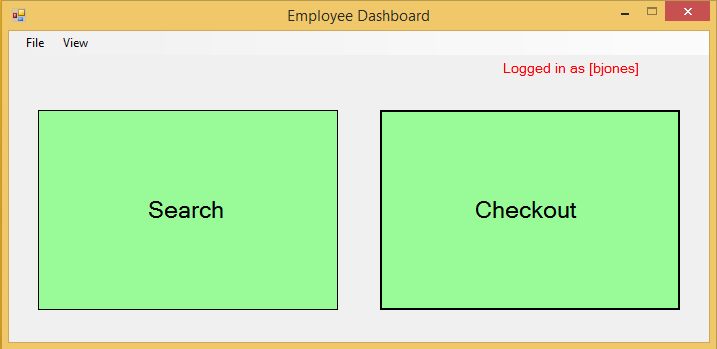 Employee Dashboard
File View
Logged in as [bjones]
Search
Checkout